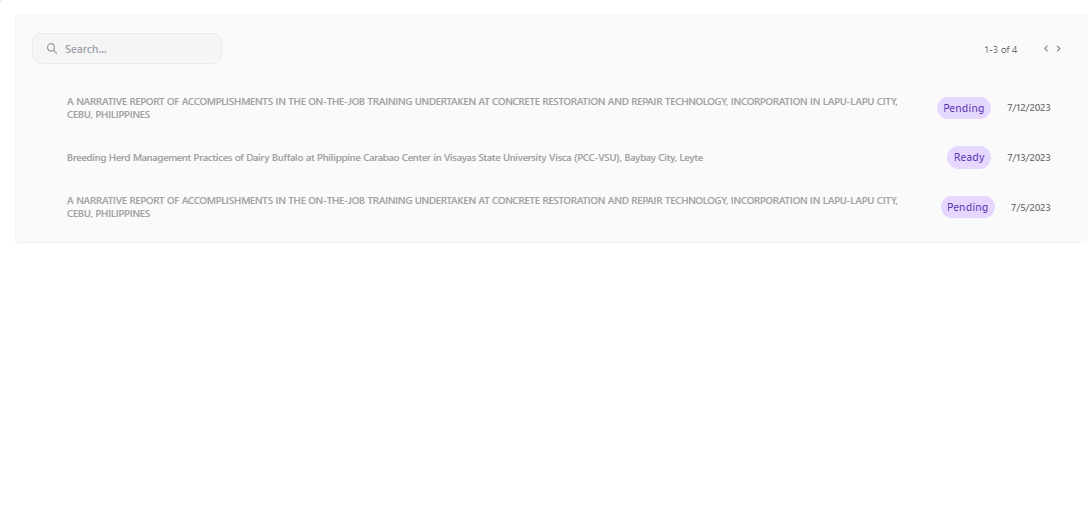 Search...
1-3 of 4
A NARRATIVE REPORT OF ACCOMPLISHMENTS IN THE ON-THE-JOB TRAINING UNDERTAKEN AT CONCRETE RESTORATION AND REPAIR TECHNOLOGY, INCORPORATION IN LAPU-LAPU CITY,
CEBU, PHILIPPINES
Pending
7/12/2023
Breeding Herd Management Practices of Dairy Buffalo at Philippine Carabao Center in Visayas State University Visca (PCC-VSU), Baybay City, Leyte
Ready
7/13/2023
A NARRATIVE REPORT OF ACCOMPLISHMENTS IN THE ON-THE-JOB TRAINING UNDERTAKEN AT CONCRETE RESTORATION AND REPAIR TECHNOLOGY, INCORPORATION IN LAPU-LAPU CITY,
CEBU, PHILIPPINES
Pending
7/5/2023